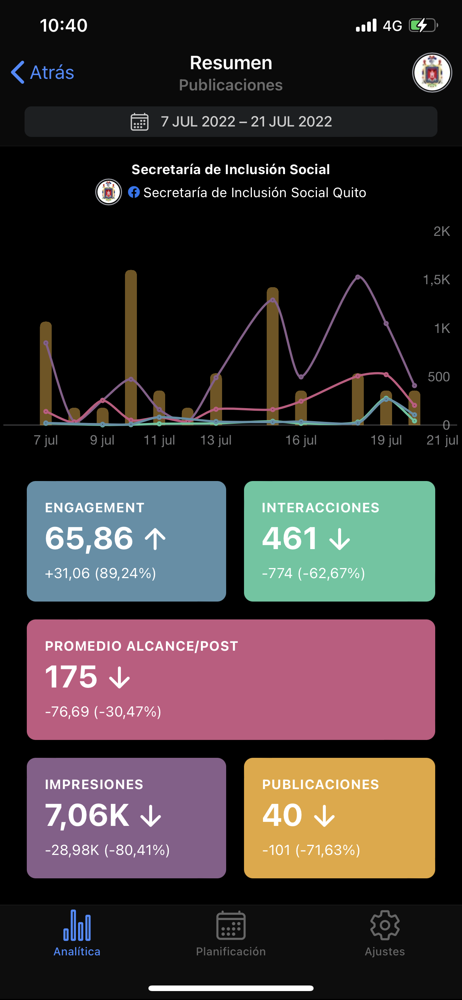 10:40
4G
Atrás
Resumen
Publicaciones
7 JUL 2022 – 21 JUL 2022
Secretaría de Inclusión Social
Secretaría de Inclusión Social Quito
2K
1,5K
1K
500
0
7 jul 9 jul 11 jul 13 jul 16 jul 19 jul 21 jul
ENGAGEMENT
65,86 ↑
+31,06 (89,24%)
INTERACCIONES
461 ↓
-774 (-62,67%)
PROMEDIO ALCANCE/POST
175 ↓
-76,69 (-30,47%)
IMPRESIONES
7,06K ↓
-28,98K (-80,41%)
PUBLICACIONES
40 ↓
-101 (-71,63%)
Analítica
Planificación
Ajustes